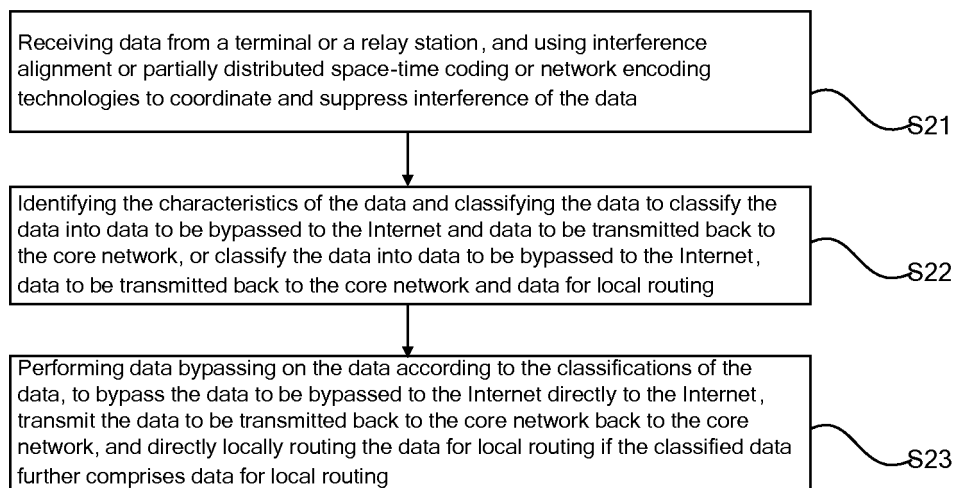 Receiving data from a terminal or a relay station, and using interference
alignment or partially distributed space-time coding or network encoding
technologies to coordinate and suppress interference of the data
S21
Identifying the characteristics of the data and classifying the data to classify the
data into data to be bypassed to the Internet and data to be transmitted back to
the core network, or classify the data into data to be bypassed to the Internet,
data to be transmitted back to the core network and data for local routing
S22
Performing data bypassing on the data according to the classifications of the
data, to bypass the data to be bypassed to the Internet directly to the Internet,
transmit the data to be transmitted back to the core network back to the core
network, and directly locally routing the data for local routing if the classified data
further comprises data for local routing
S23